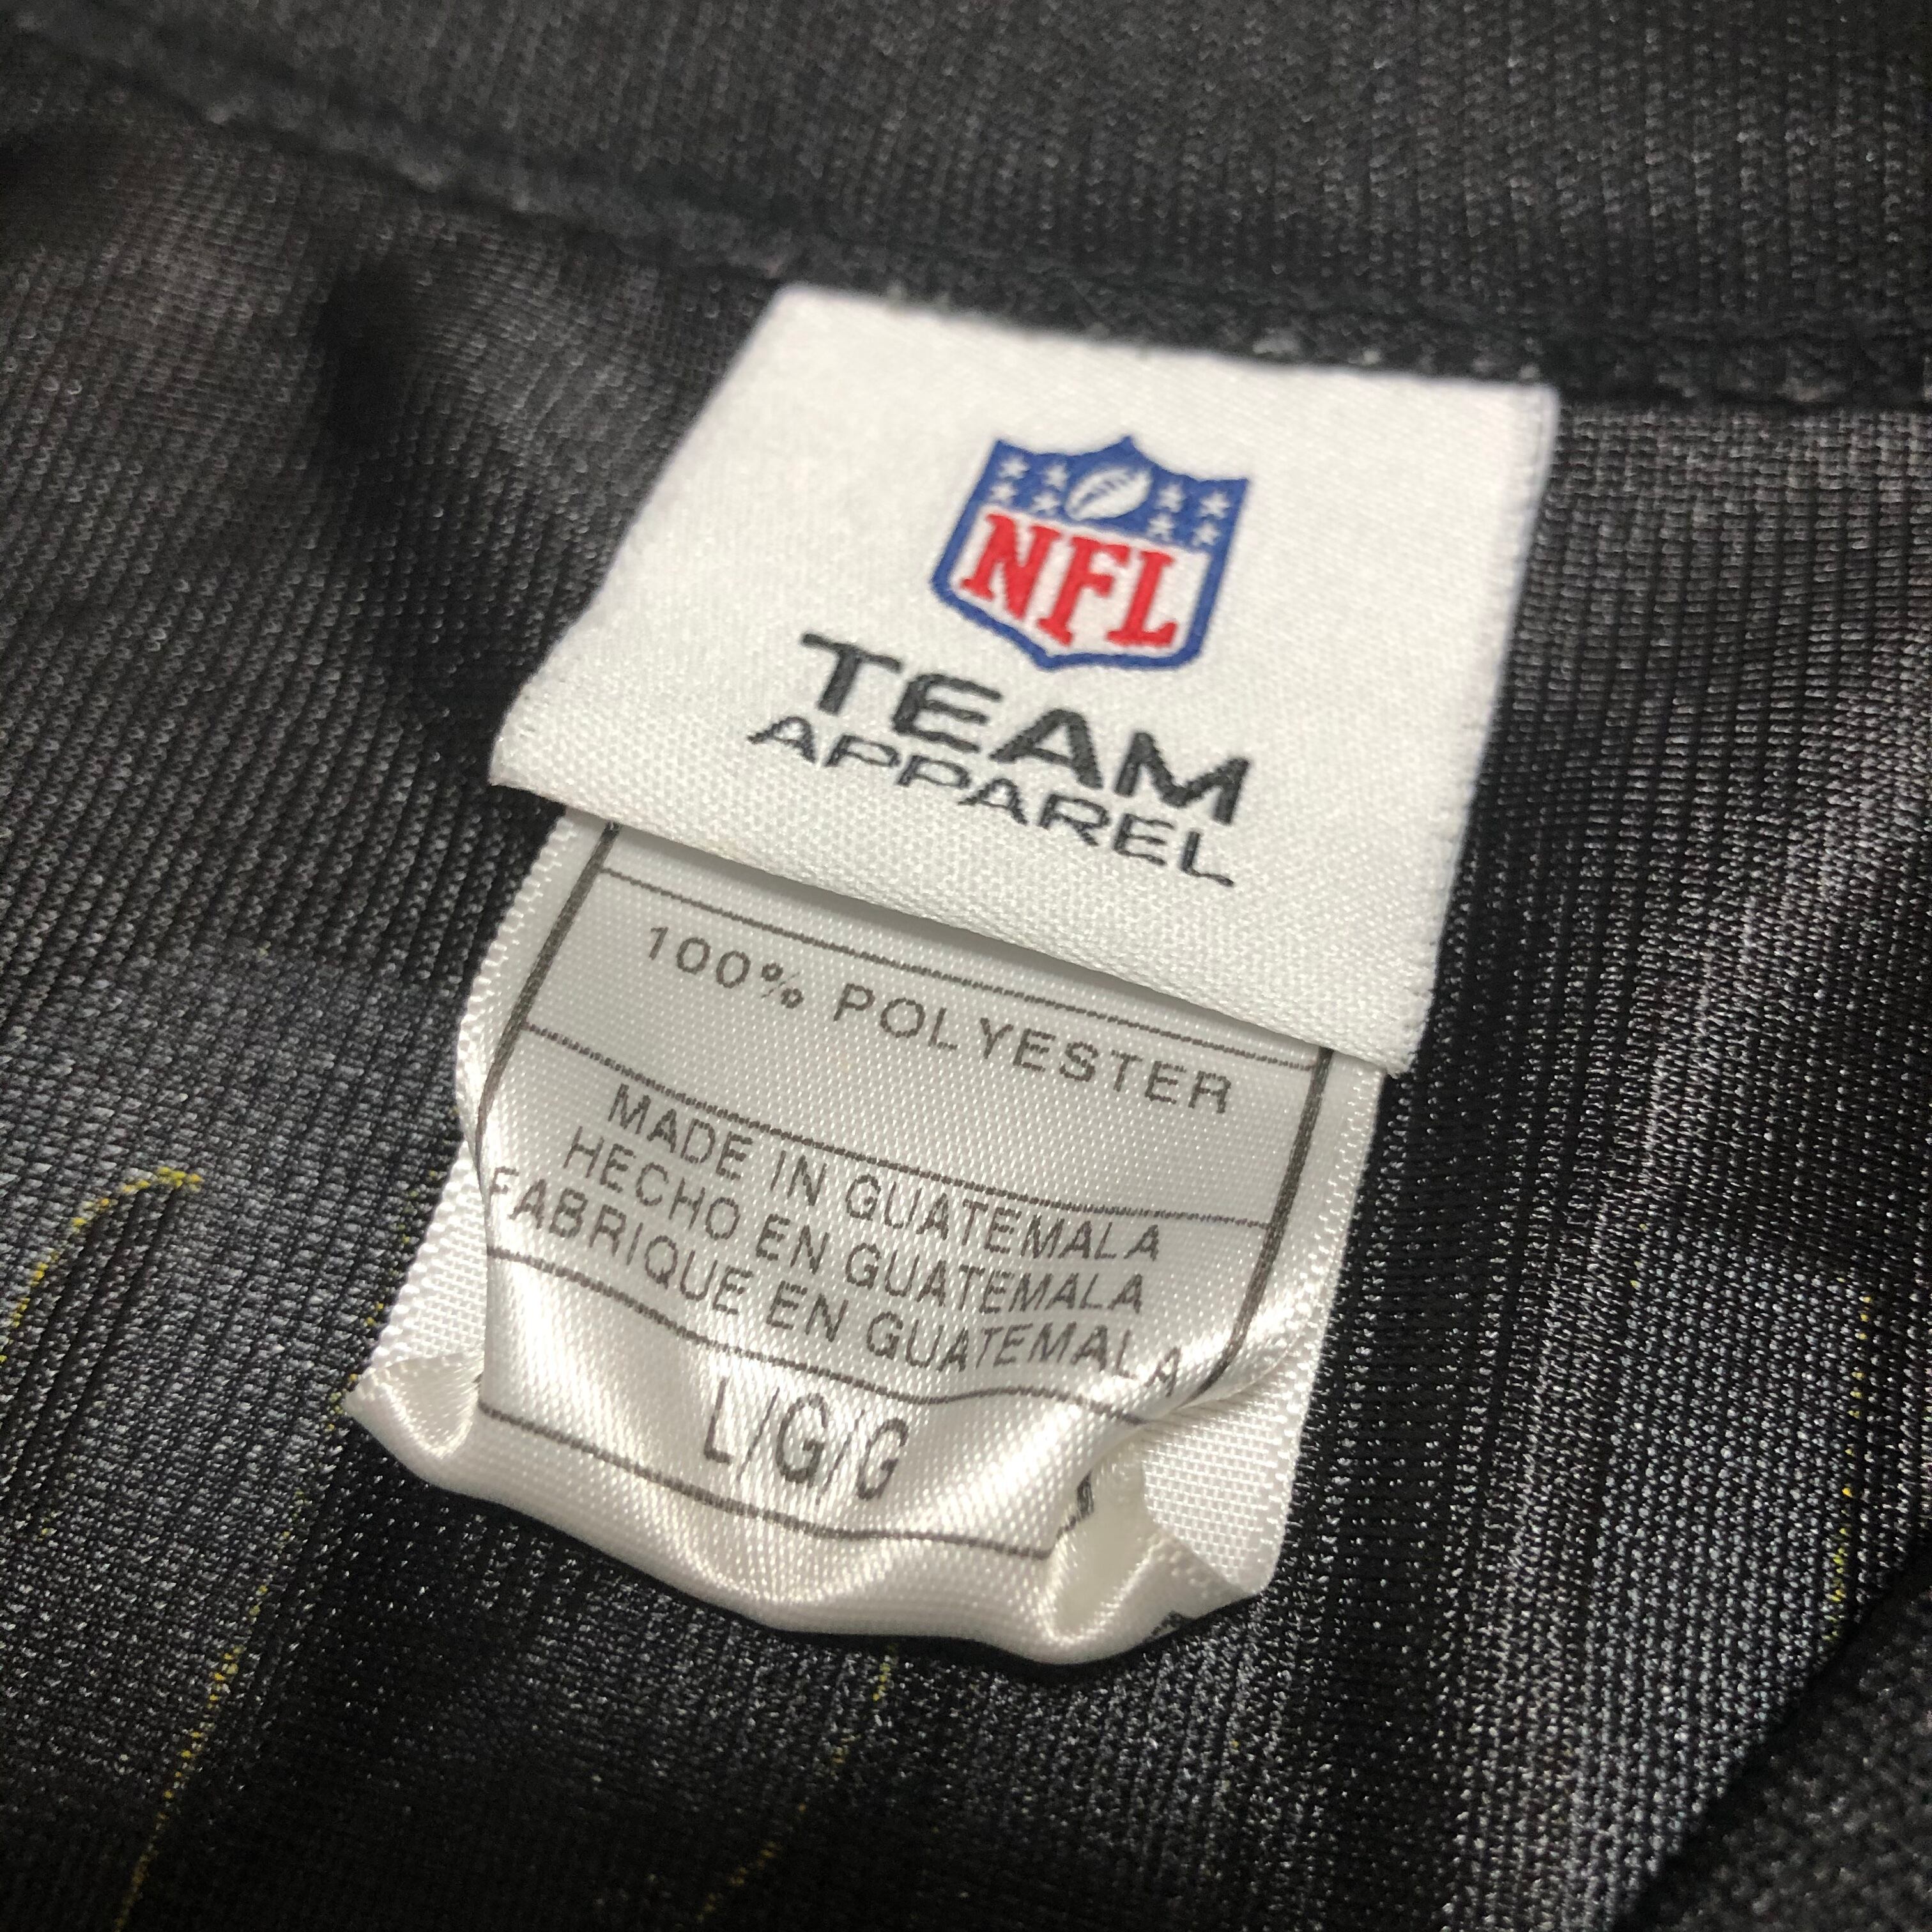 NFL
TEAM
APPAREL
100% POLYESTER
MADE IN GUATEMALA
HECHO EN GUATEMALA
FABRIQUE EN GUATEMALA
L/G/G